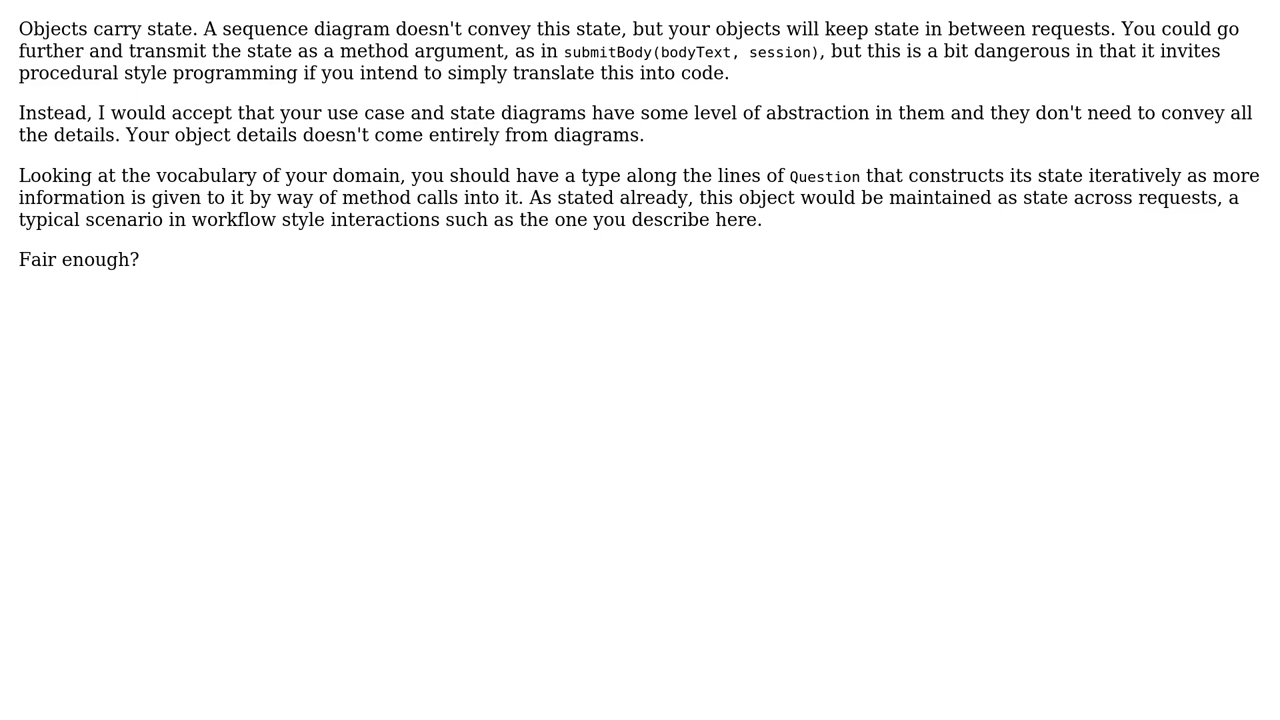 Objects carry state. A sequence diagram doesn't convey this state, but your objects will keep state in between requests. You could go
further and transmit the state as a method argument, as in submitBody(bodyText, session), but this is a bit dangerous in that it invites
procedural style programming if you intend to simply translate this into code.
Instead, I would accept that your use case and state diagrams have some level of abstraction in them and they don't need to convey all
the details. Your object details doesn't come entirely from diagrams.
Looking at the vocabulary of your domain, you should have a type along the lines of Question that constructs its state iteratively as more
information is given to it by way of method calls into it. As stated already, this object would be maintained as state across requests, a
typical scenario in workflow style interactions such as the one you describe here.
Fair enough?